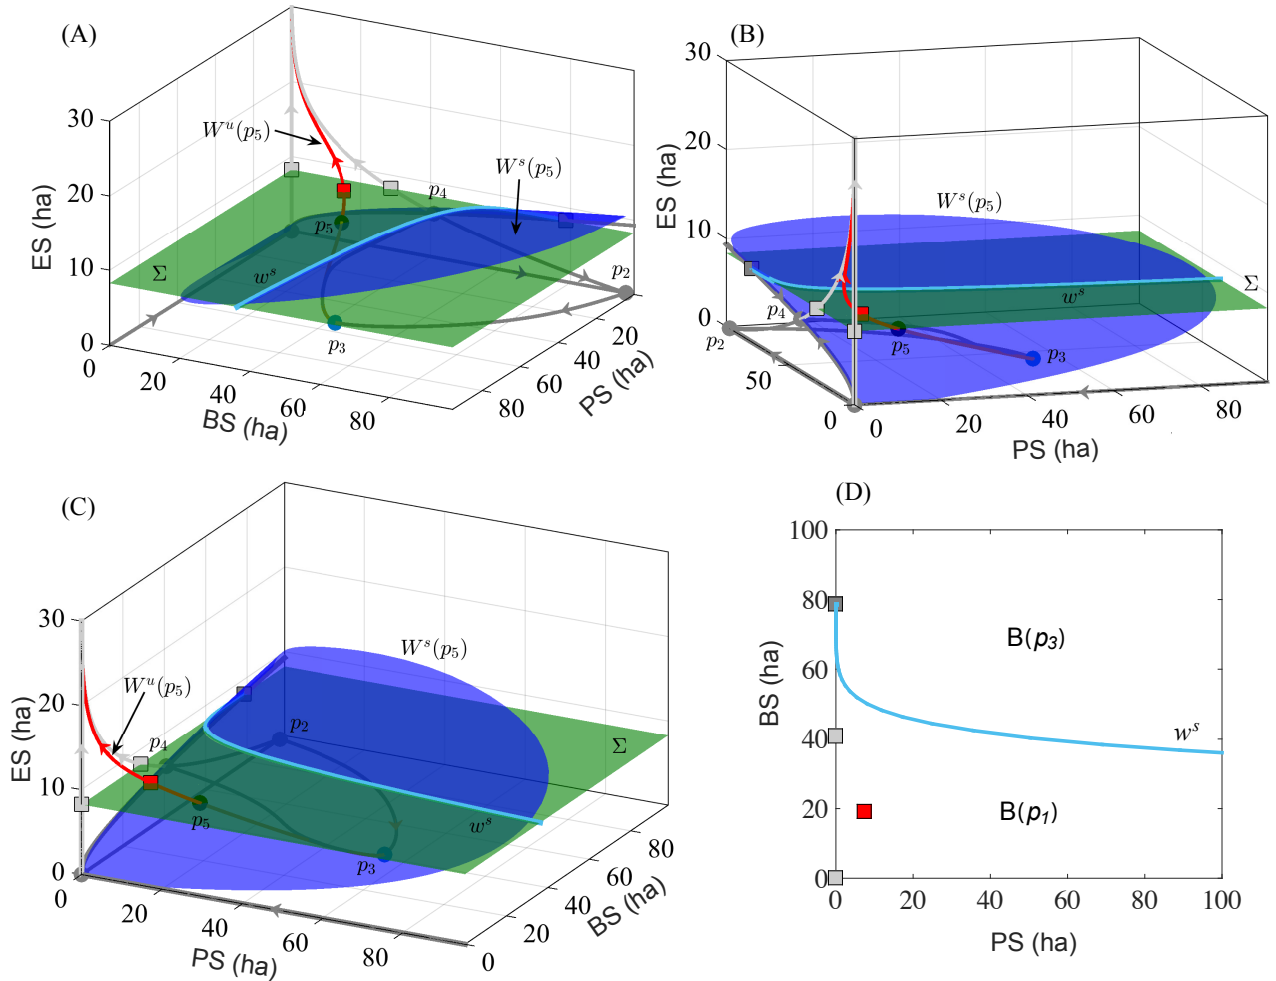 (A)
30
20
10
0
ES (ha)
0
20
40
60
80
BS (ha)
80
60
40
20
PS (ha)
W^u(p_5)
W^s(p_5)
p_4
p_5
p_2
p_3
w^s
Σ
(B)
30
20
10
0
ES (ha)
50
0
0
20
40
60
80
PS (ha)
W^s(p_5)
w^s
Σ
p_4
p_2
p_5
p_3
(C)
30
20
10
0
ES (ha)
0
20
40
60
80
PS (ha)
0
20
40
60
80
BS (ha)
W^u(p_5)
W^s(p_5)
p_4
p_2
p_5
p_3
w^s
Σ
(D)
100
80
60
40
20
0
BS (ha)
B(p_3)
w^s
B(p_1)
0
20
40
60
80
100
PS (ha)